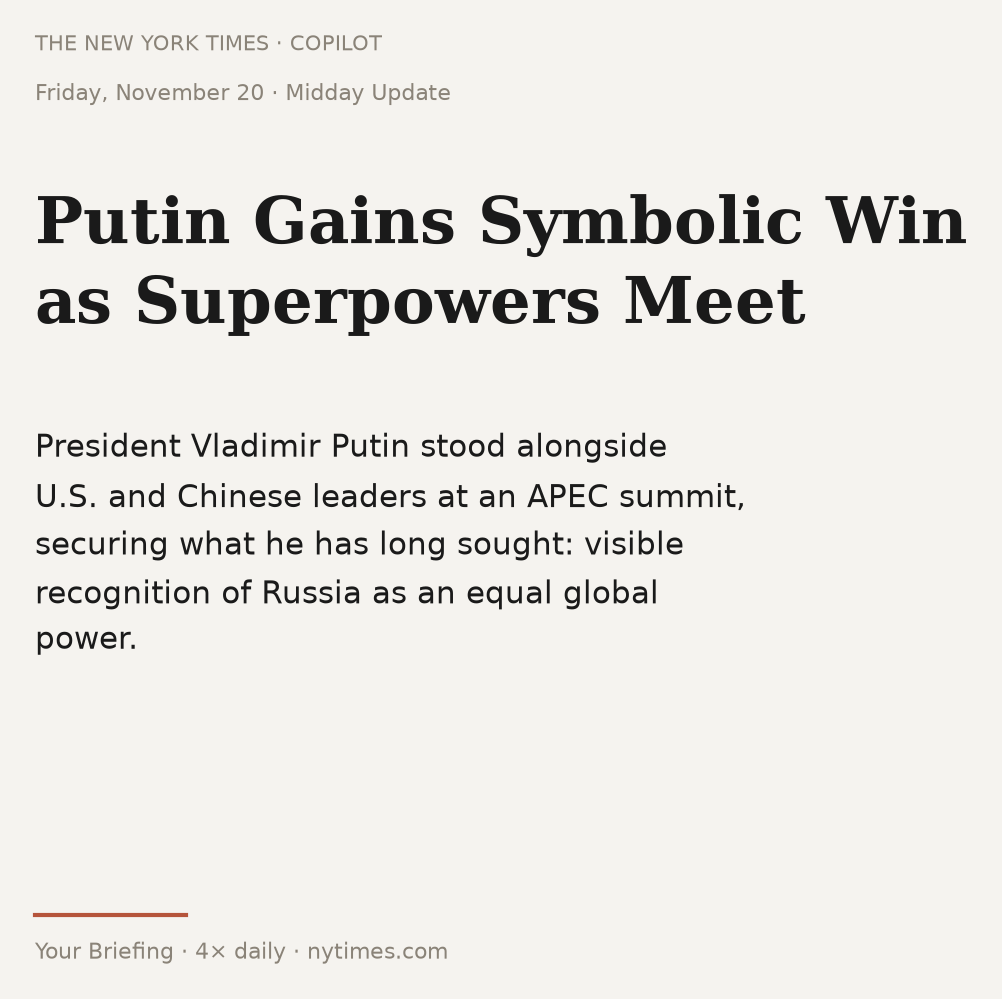 THE NEW YORK TIMES · COPILOT
Friday, November 20 · Midday Update
Putin Gains Symbolic Win
as Superpowers Meet
President Vladimir Putin stood alongside
U.S. and Chinese leaders at an APEC summit,
securing what he has long sought: visible
recognition of Russia as an equal global
power.
Your Briefing · 4× daily · nytimes.com